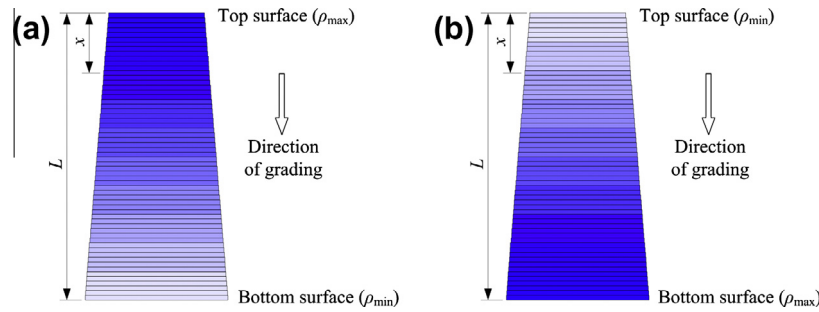 (a)
Top surface (ρmax)
x
L
Direction
of grading
Bottom surface (ρmin)
(b)
Top surface (ρmin)
x
L
Direction
of grading
Bottom surface (ρmax)